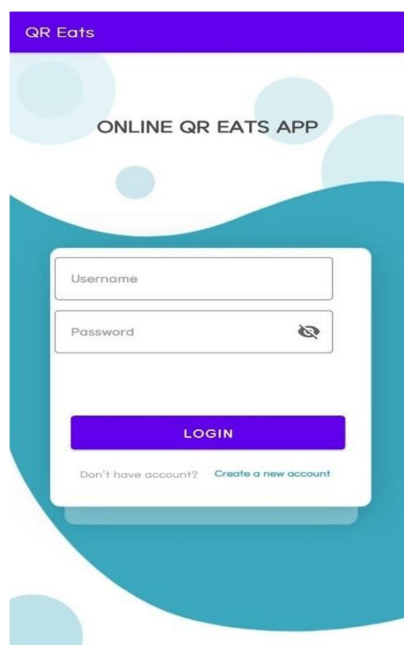 QR Eats
ONLINE QR EATS APP
Username
Password
LOGIN
Don't have account? Create a new account